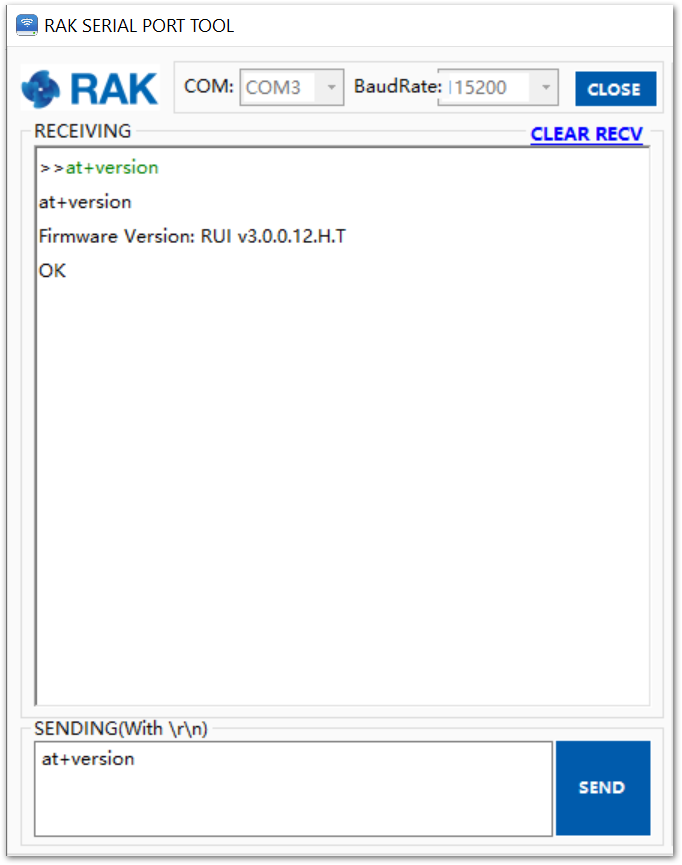 RAK SERIAL PORT TOOL
RAK COM: COM3 BaudRate: 115200 CLOSE
RECEIVING CLEAR RECV
>>at+version
at+version
Firmware Version: RUI v3.0.0.12.H.T
OK
SENDING(With \r\n)
at+version
SEND